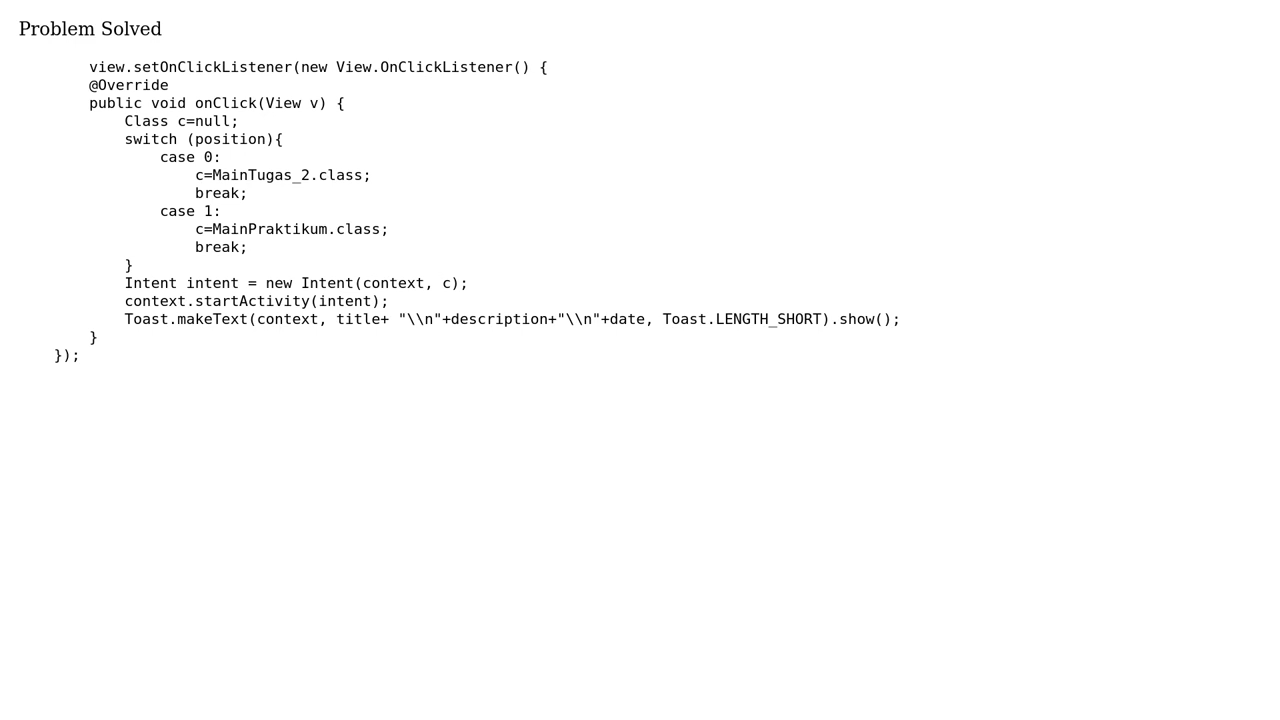 Problem Solved
        view.setOnClickListener(new View.OnClickListener() {
        @Override
        public void onClick(View v) {
            Class c=null;
            switch (position){
                case 0:
                    c=MainTugas_2.class;
                    break;
                case 1:
                    c=MainPraktikum.class;
                    break;
            }
            Intent intent = new Intent(context, c);
            context.startActivity(intent);
            Toast.makeText(context, title+ "\\n"+description+"\\n"+date, Toast.LENGTH_SHORT).show();
        }
    });